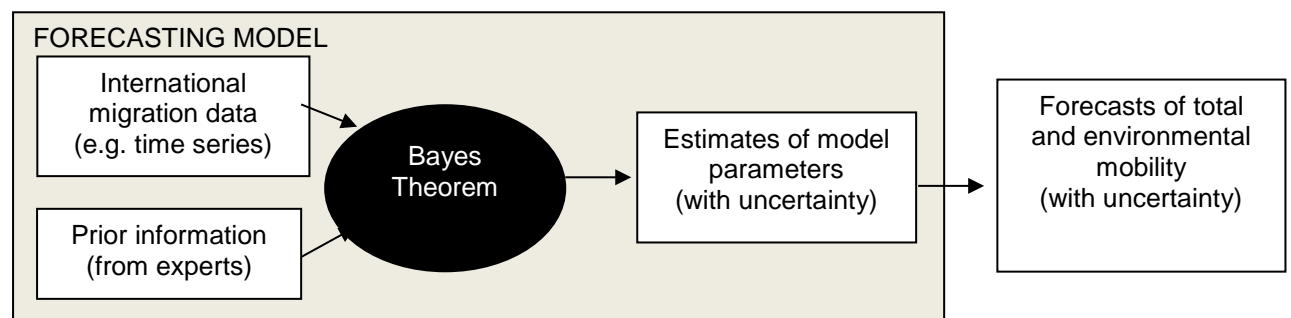 FORECASTING MODEL
International
migration data
(e.g. time series)
Prior information
(from experts)
Bayes
Theorem
Estimates of model
parameters
(with uncertainty)
Forecasts of total
and environmental
mobility
(with uncertainty)